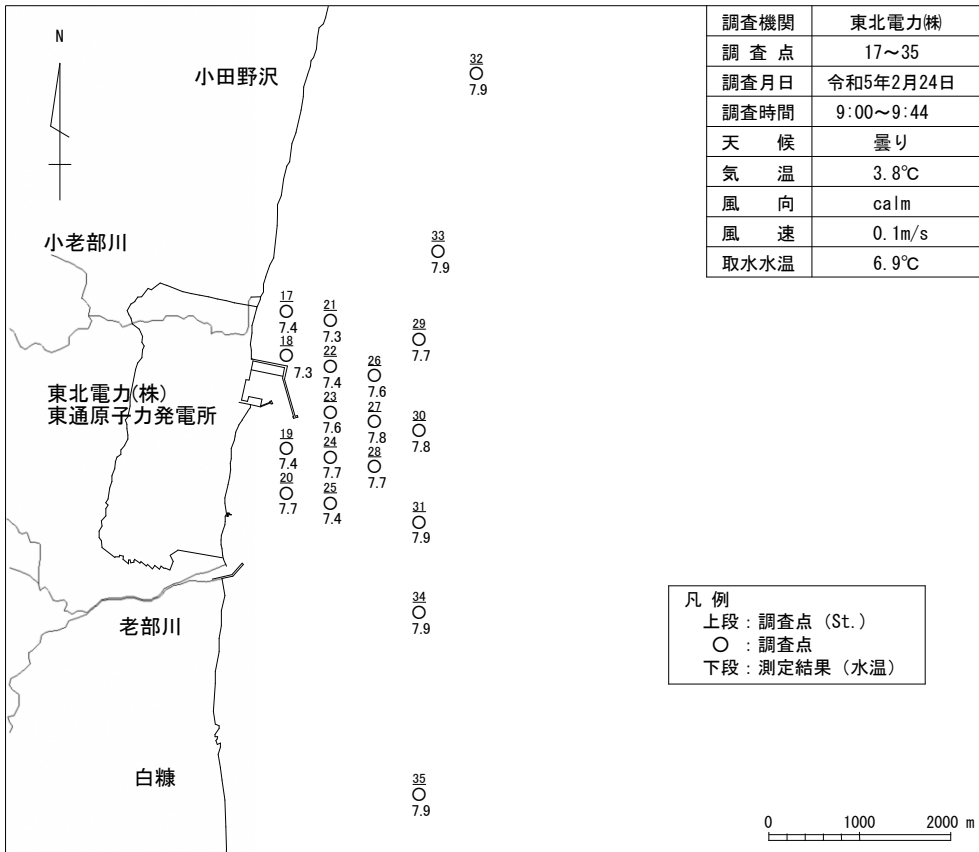 調査機関 東北電力㈱
調査点 17～35
調査月日 令和5年2月24日
調査時間 9:00～9:44
天候 曇り
気温 3.8℃
風向 calm
風速 0.1m/s
取水水温 6.9℃
N
小田野沢
32
7.9
小老部川
33
7.9
17
7.4
21
7.3
29
7.7
18
7.3
22
7.4
26
7.6
東北電力(株)
東通原子力発電所
23
7.6
27
7.8
30
7.8
19
7.4
24
7.7
28
7.7
20
7.7
25
7.4
31
7.9
34
7.9
老部川
凡 例
上段：調査点（St.）
○ ：調査点
下段：測定結果（水温）
白糠
35
7.9
0 1000 2000 m